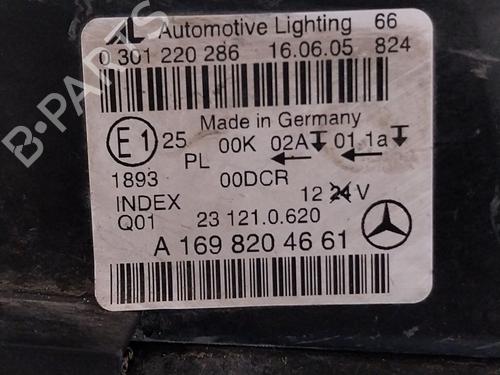 AL Automotive Lighting 66
0 301 220 286 16.06.05 824
Made in Germany
E1 25 00K 02A 01 1a
PL
1893 00DCR
INDEX 12 24 V
Q01 23 121.0.620
A 169 820 46 61
B-PARTS